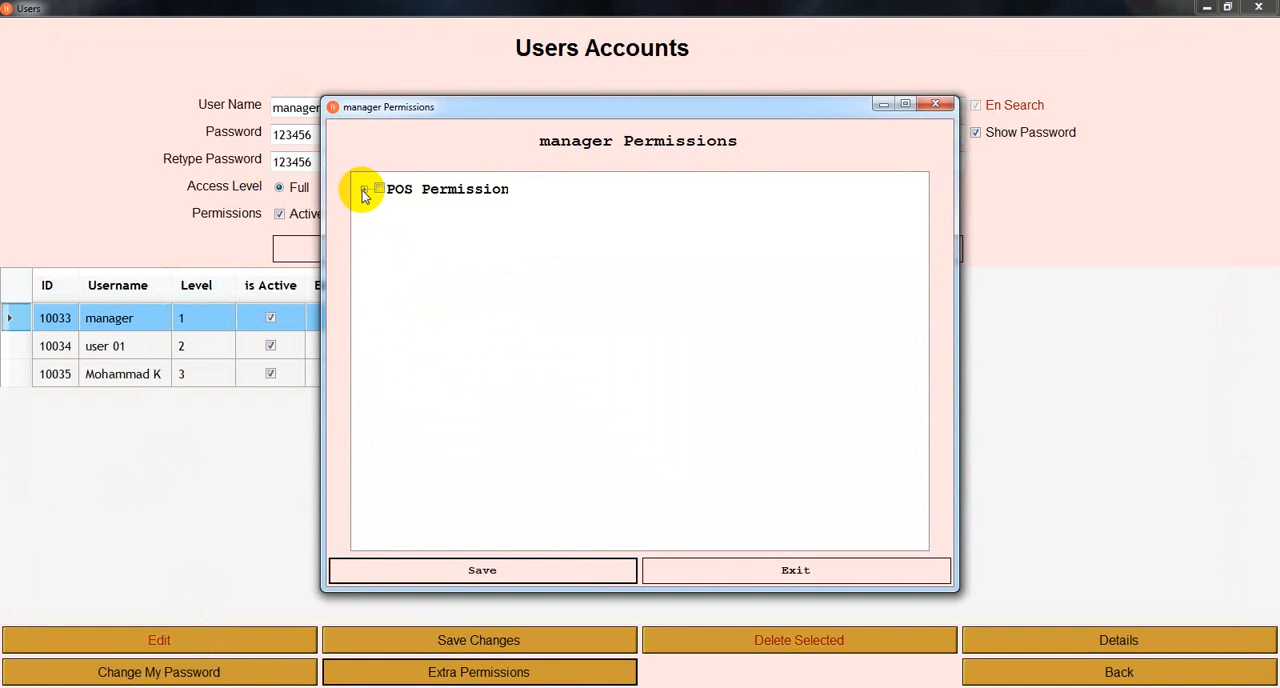 Users
Users Accounts
User Name
manager
En Search
Password
123456
Show Password
Retype Password
123456
Access Level
Full
Permissions
Active
manager Permissions
manager Permissions
POS Permission
Save
Exit
ID Username Level is Active
10033 manager 1
10034 user 01 2
10035 Mohammad K 3
Edit
Save Changes
Delete Selected
Details
Change My Password
Extra Permissions
Back